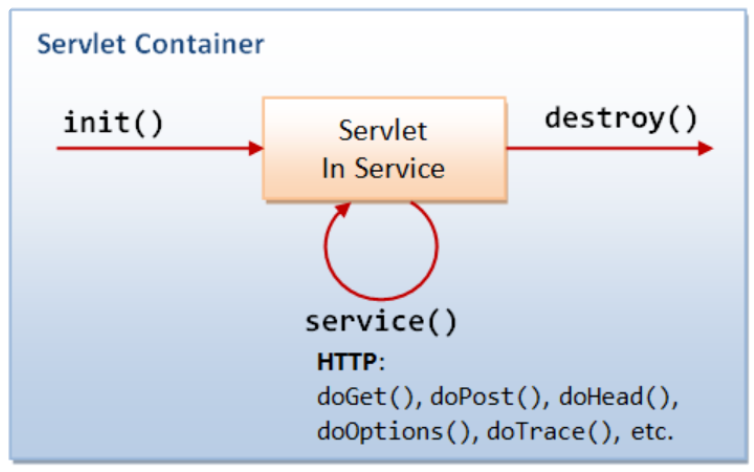 Servlet Container
init()
Servlet
In Service
destroy()
service()
HTTP:
doGet(), doPost(), doHead(),
doOptions(), doTrace(), etc.